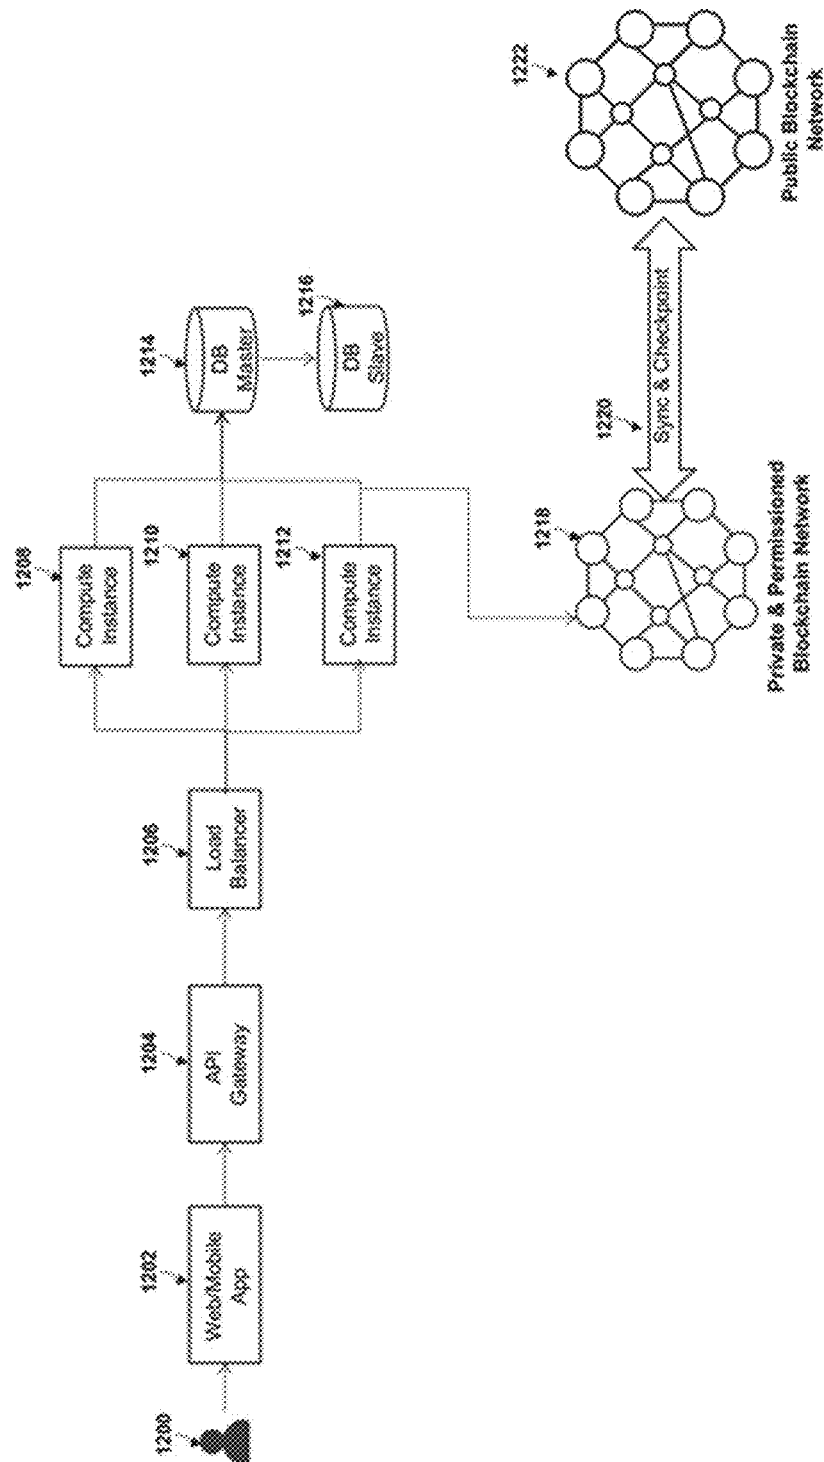 1200
1202
Web/Mobile
App
1204
API
Gateway
1206
Load
Balancer
1208
Compute
Instance
1210
Compute
Instance
1212
Compute
Instance
1214
DB
Master
1216
DB
Slave
1218
Private & Permissioned
Blockchain Network
1220
Sync & Checkpoint
1222
Public Blockchain
Network